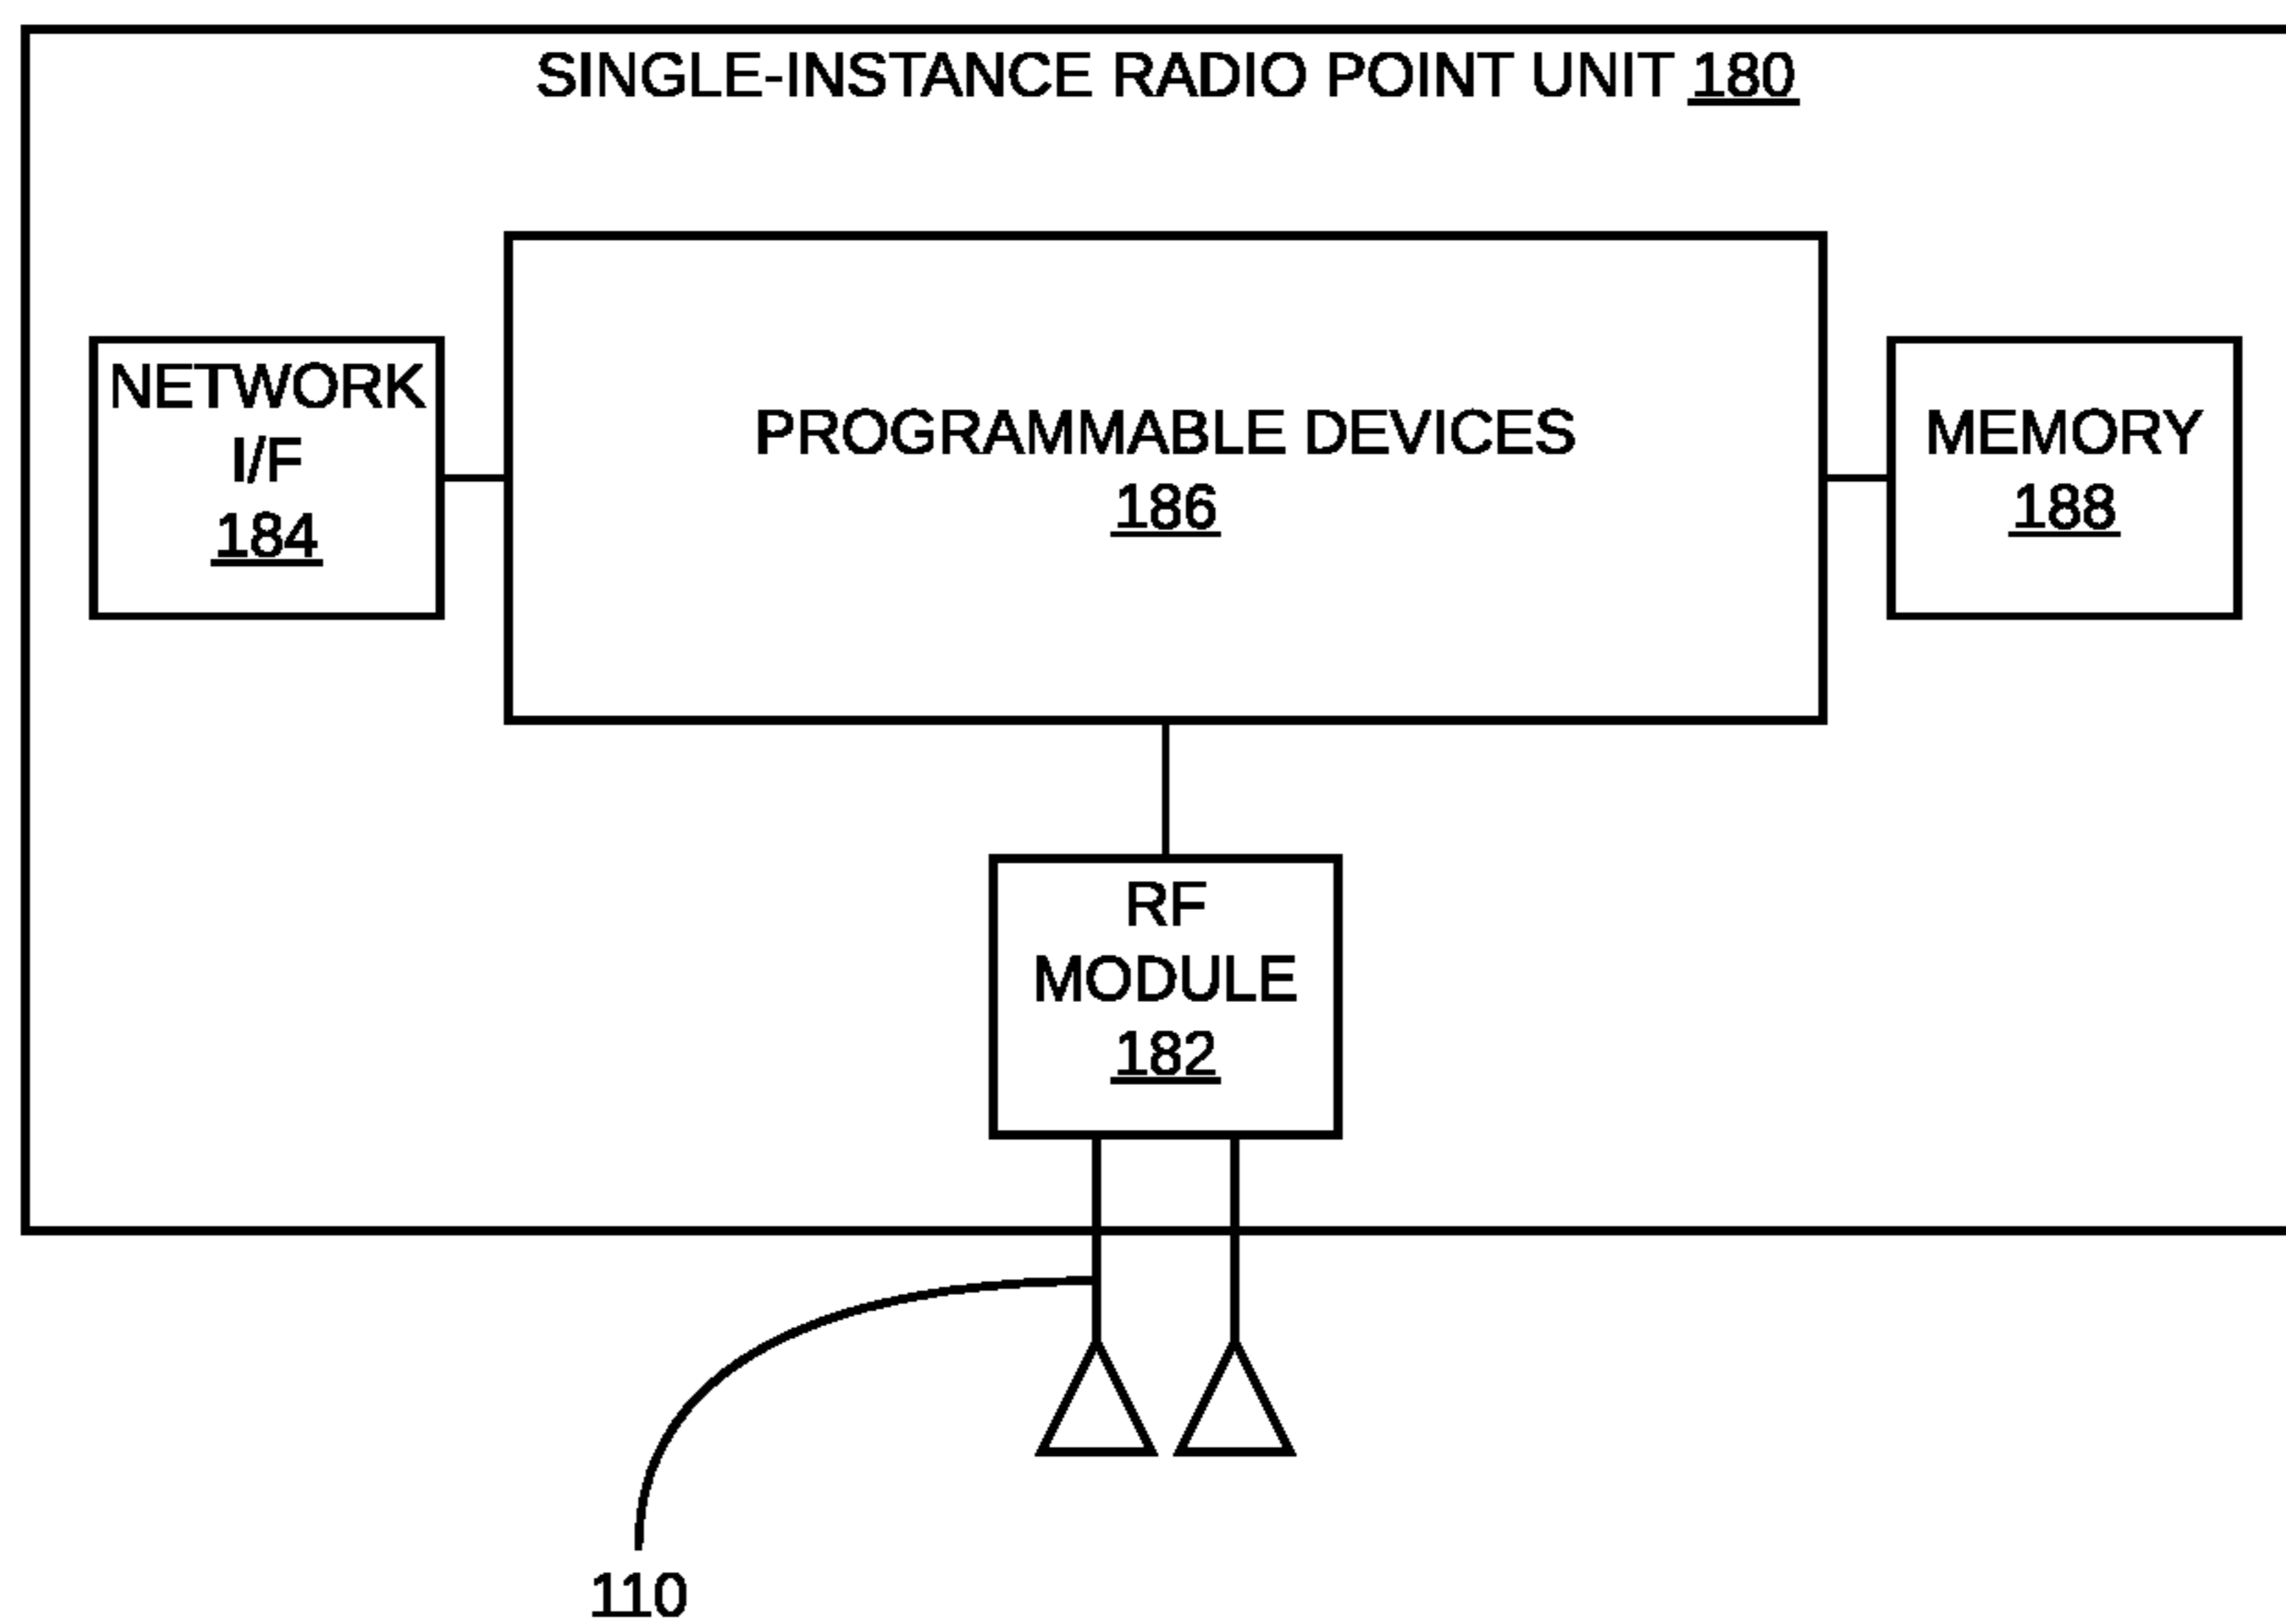 SINGLE-INSTANCE RADIO POINT UNIT 180
NETWORK
I/F
184
PROGRAMMABLE DEVICES
186
MEMORY
188
RF
MODULE
182
110